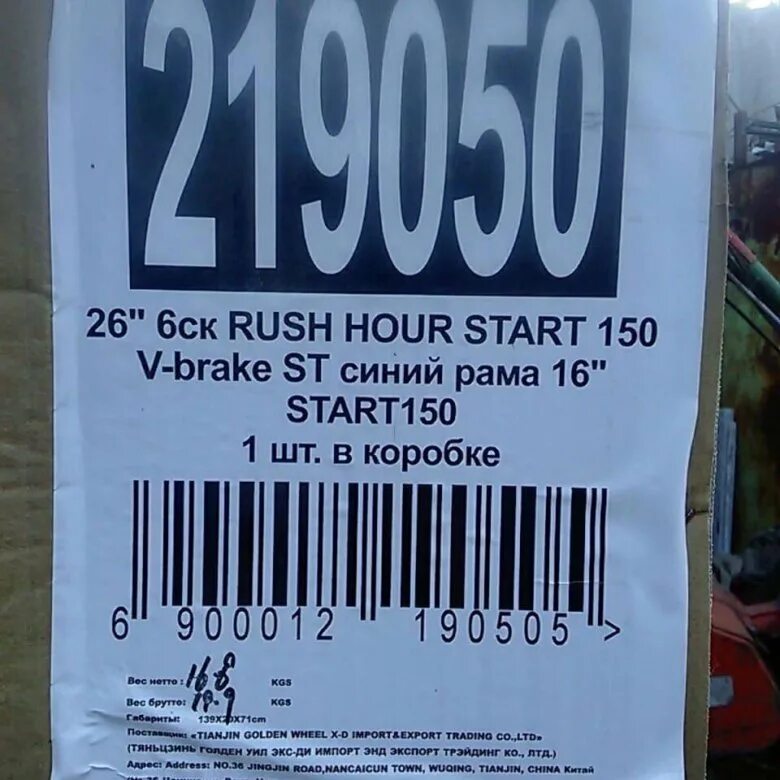 219050
26" 6ск RUSH HOUR START 150
V-brake ST синий рама 16"
START150
1 шт. в коробке
6 900012 190505 >
Вес нетто: 16.8 KGS
Вес брутто: 18.9 KGS
Габариты: 139X20X71cm
Поставщик: «TIANJIN GOLDEN WHEEL X-D IMPORT&EXPORT TRADING CO.,LTD»
(ТЯНЬЦЗИНЬ ГОЛДЕН УИЛ ЭКС-ДИ ИМПОРТ ЭНД ЭКСПОРТ ТРЭЙДИНГ КО., ЛТД.)
Адрес: Address: NO.36 JINGJIN ROAD,NANCAICUN TOWN, WUQING, TIANJIN, CHINA Китай